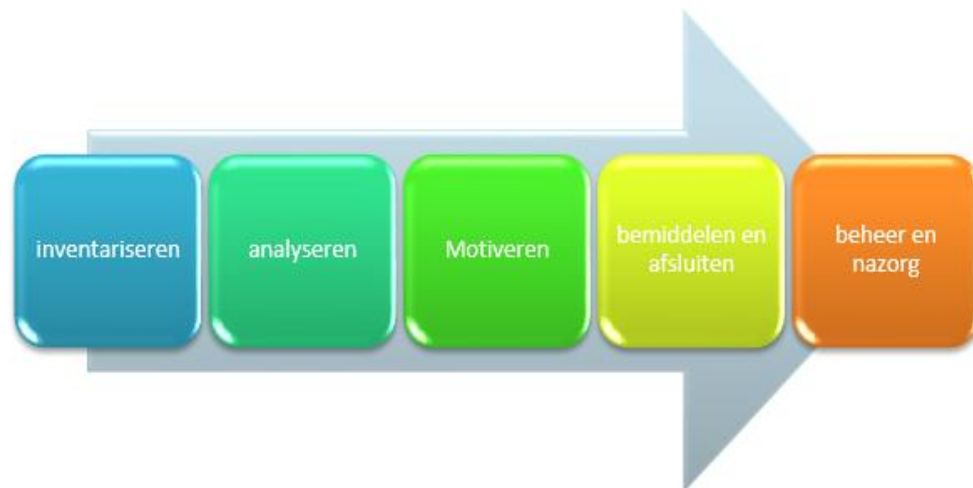 inventariseren
analyseren
Motiveren
bemiddelen en
afsluiten
beheer en
nazorg